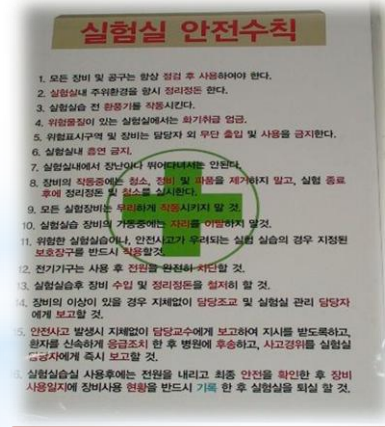 실험실 안전수칙
1. 모든 장비 및 공구는 항상 점검 후 사용하여야 한다.
2. 실험실내 주위환경을 항시 정리정돈 한다.
3. 실험실습 전 환풍기를 작동시킨다.
4. 위험물질이 있는 실험실에서는 화기취급 엄금.
5. 위험표시구역 및 장비는 담당자 외 무단 출입 및 사용을 금지한다.
6. 실험실내 흡연 금지.
7. 실험실내에서 장난이나 뛰어다녀서는 안된다.
8. 장비의 작동중에는 청소, 정비 및 파품을 제거하지 말고, 실험 종료
후에 정리정돈 및 청소를 실시한다.
9. 모든 실험장비는 무리하게 작동시키지 말 것.
10. 실험실습 장비의 가동중에는 자리를 이탈하지 말것.
11. 위험한 실험실습이나, 안전사고가 우려되는 실험 실습의 경우 지정된
보호장구를 반드시 착용할것.
12. 전기기구는 사용 후 전원을 완전히 차단할 것.
13. 실험실습후 장비 수입 및 정리정돈을 철저히 할 것.
14. 장비의 이상이 있을 경우 지체없이 담당조교 및 실험실 관리 담당자
에게 보고할 것.
15. 안전사고 발생시 지체없이 담당교수에게 보고하여 지시를 받도록하고,
환자를 신속하게 응급조치 한 후 병원에 후송하고, 사고경위를 실험실
담당자에게 즉시 보고할 것.
16. 실험실습실 사용후에는 전원을 내리고 최종 안전을 확인한 후 장비
사용일지에 장비사용 현황을 반드시 기록 한 후 실험실을 퇴실 할 것.